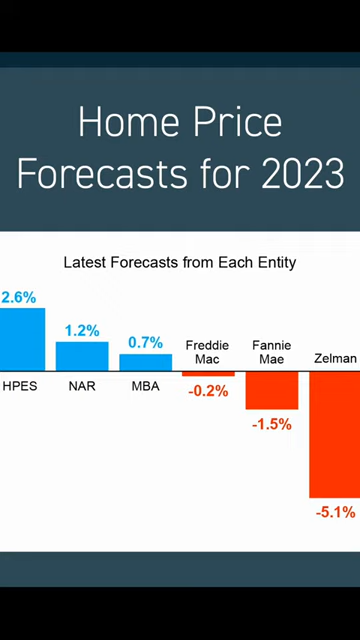 Home Price
Forecasts for 2023
Latest Forecasts from Each Entity
2.6%
HPES
1.2%
NAR
0.7%
MBA
Freddie
Mac
-0.2%
Fannie
Mae
-1.5%
Zelman
-5.1%